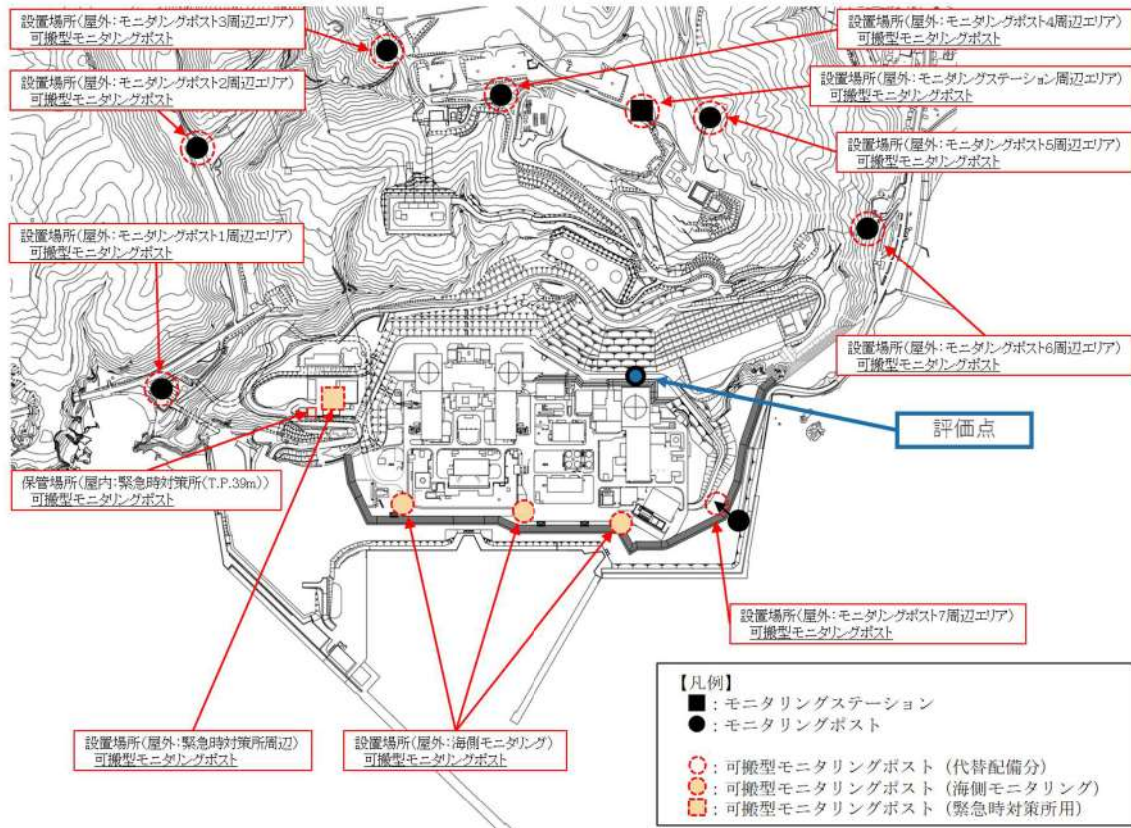 設置場所(屋外:モニタリングポスト3周辺エリア)
可搬型モニタリングポスト
設置場所(屋外:モニタリングポスト4周辺エリア)
可搬型モニタリングポスト
設置場所(屋外:モニタリングポスト2周辺エリア)
可搬型モニタリングポスト
設置場所(屋外:モニタリングステーション周辺エリア)
可搬型モニタリングポスト
設置場所(屋外:モニタリングポスト5周辺エリア)
可搬型モニタリングポスト
設置場所(屋外:モニタリングポスト1周辺エリア)
可搬型モニタリングポスト
設置場所(屋外:モニタリングポスト6周辺エリア)
可搬型モニタリングポスト
評価点
保管場所(屋内:緊急時対策所(T.P.39m))
可搬型モニタリングポスト
設置場所(屋外:モニタリングポスト7周辺エリア)
可搬型モニタリングポスト
設置場所(屋外:緊急時対策所周辺)
可搬型モニタリングポスト
設置場所(屋外:海側モニタリング)
可搬型モニタリングポスト
【凡例】
:モニタリングステーション
:モニタリングポスト
:可搬型モニタリングポスト(代替配備分)
:可搬型モニタリングポスト(海側モニタリング)
:可搬型モニタリングポスト(緊急時対策所用)